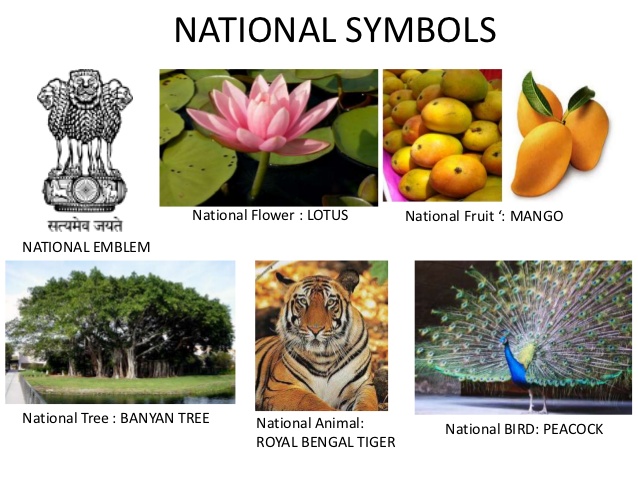 NATIONAL SYMBOLS
सत्यमेव जयते
NATIONAL EMBLEM
National Flower : LOTUS
National Fruit ‘: MANGO
National Tree : BANYAN TREE
National Animal:
ROYAL BENGAL TIGER
National BIRD: PEACOCK